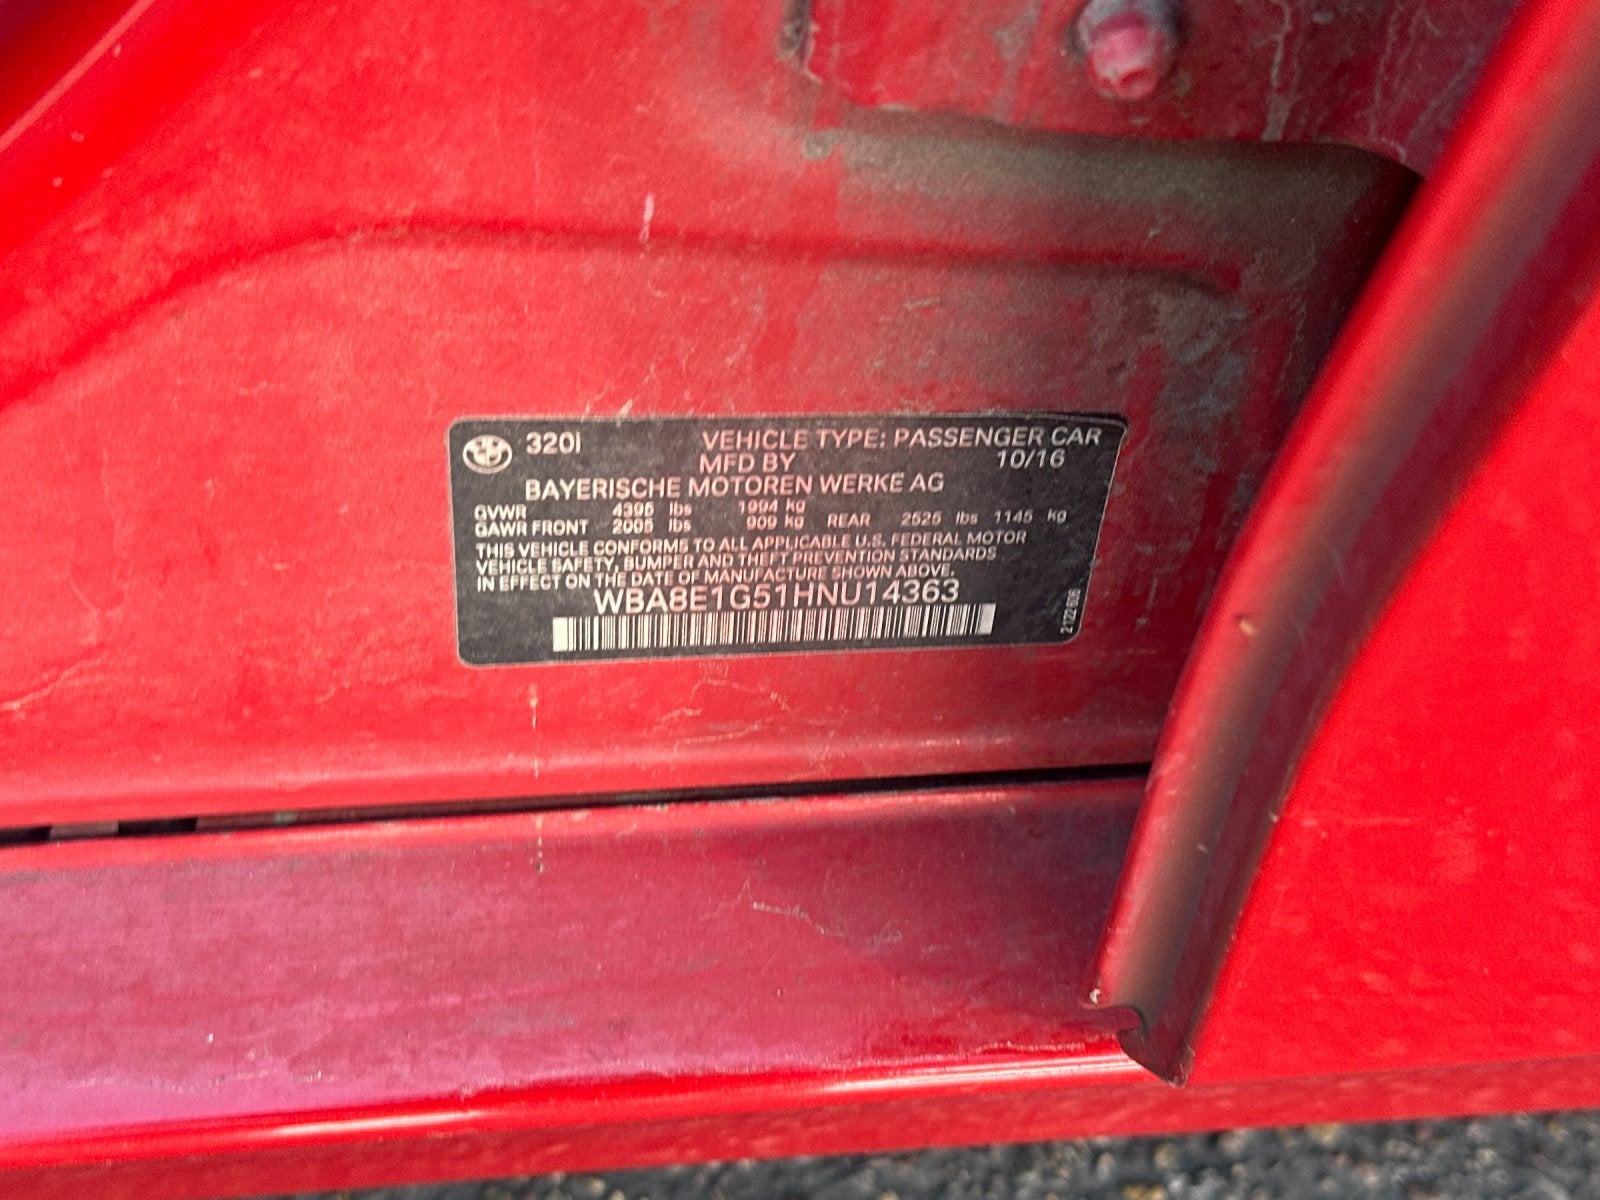 320i VEHICLE TYPE: PASSENGER CAR
MFD BY 10/16
BAYERISCHE MOTOREN WERKE AG
GVWR 4395 lbs 1994 kg
GAWR FRONT 2005 lbs 909 kg REAR 2525 lbs 1145 kg
THIS VEHICLE CONFORMS TO ALL APPLICABLE U.S. FEDERAL MOTOR
VEHICLE SAFETY, BUMPER AND THEFT PREVENTION STANDARDS
IN EFFECT ON THE DATE OF MANUFACTURE SHOWN ABOVE.
WBA8E1G51HNU14363